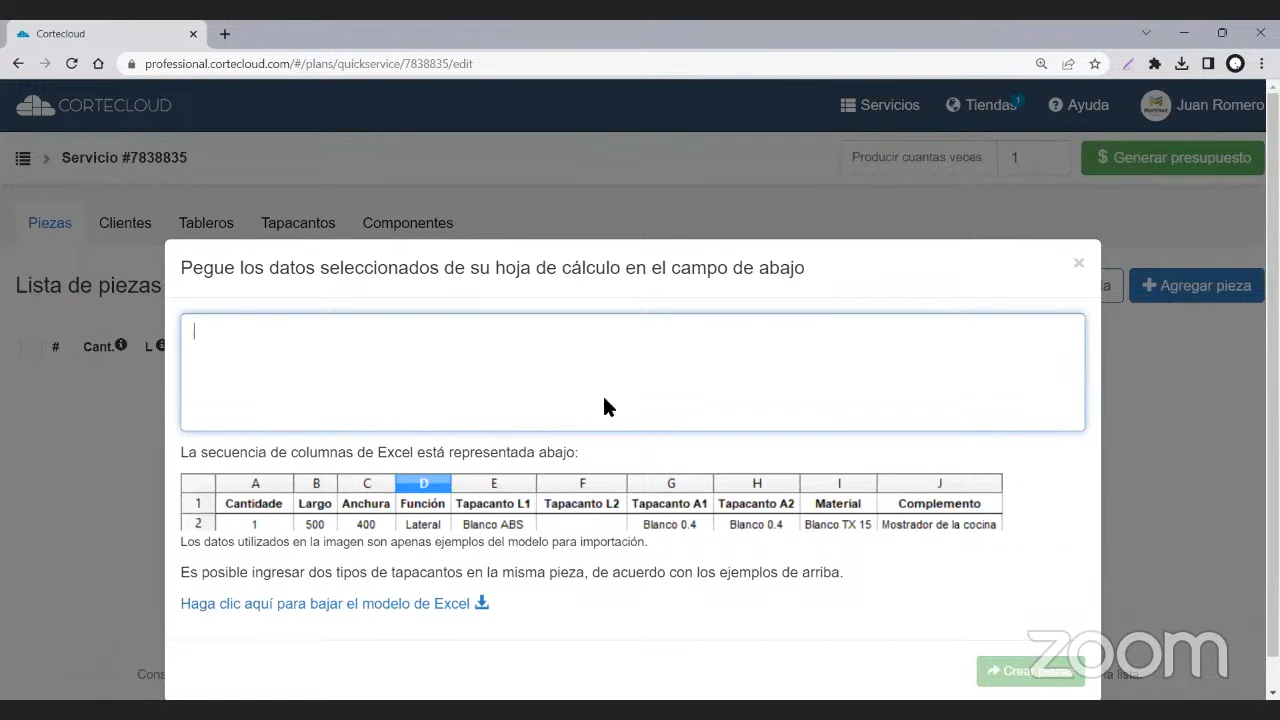 Cortecloud
professional.cortecloud.com/#/plans/quickservice/7838835/edit
CORTECLOUD
Servicios
Tiendas 1
Ayuda
Juan Romero
Servicio #7838835
Producir cuantas veces
1
$ Generar presupuesto
Piezas
Clientes
Tableros
Tapacantos
Componentes
Pegue los datos seleccionados de su hoja de cálculo en el campo de abajo
×
Lista de piezas
a
Agregar pieza
# Cant. L
La secuencia de columnas de Excel está representada abajo:
A B C D E F G H I J
1 Cantidade Largo Anchura Función Tapacanto L1 Tapacanto L2 Tapacanto A1 Tapacanto A2 Material Complemento
2 1 500 400 Lateral Blanco ABS Blanco 0.4 Blanco 0.4 Blanco TX 15 Mostrador de la cocina
Los datos utilizados en la imagen son apenas ejemplos del modelo para importación.
Es posible ingresar dos tipos de tapacantos en la misma pieza, de acuerdo con los ejemplos de arriba.
Haga clic aquí para bajar el modelo de Excel
zoom
Cons
Crear piezas
lista.